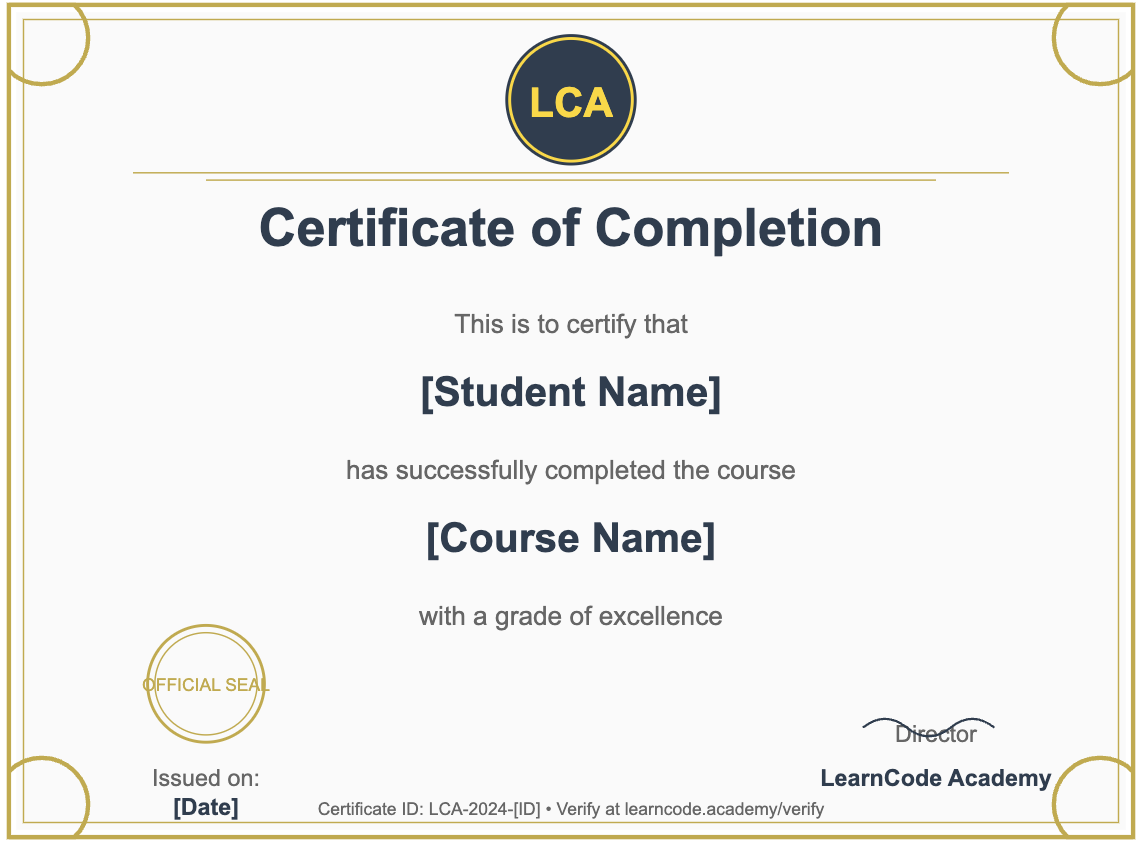 LCA
Certificate of Completion
This is to certify that
[Student Name]
has successfully completed the course
[Course Name]
with a grade of excellence
OFFICIAL SEAL
Director
Issued on:
LearnCode Academy
[Date]
Certificate ID: LCA-2024-[ID] • Verify at learncode.academy/verify